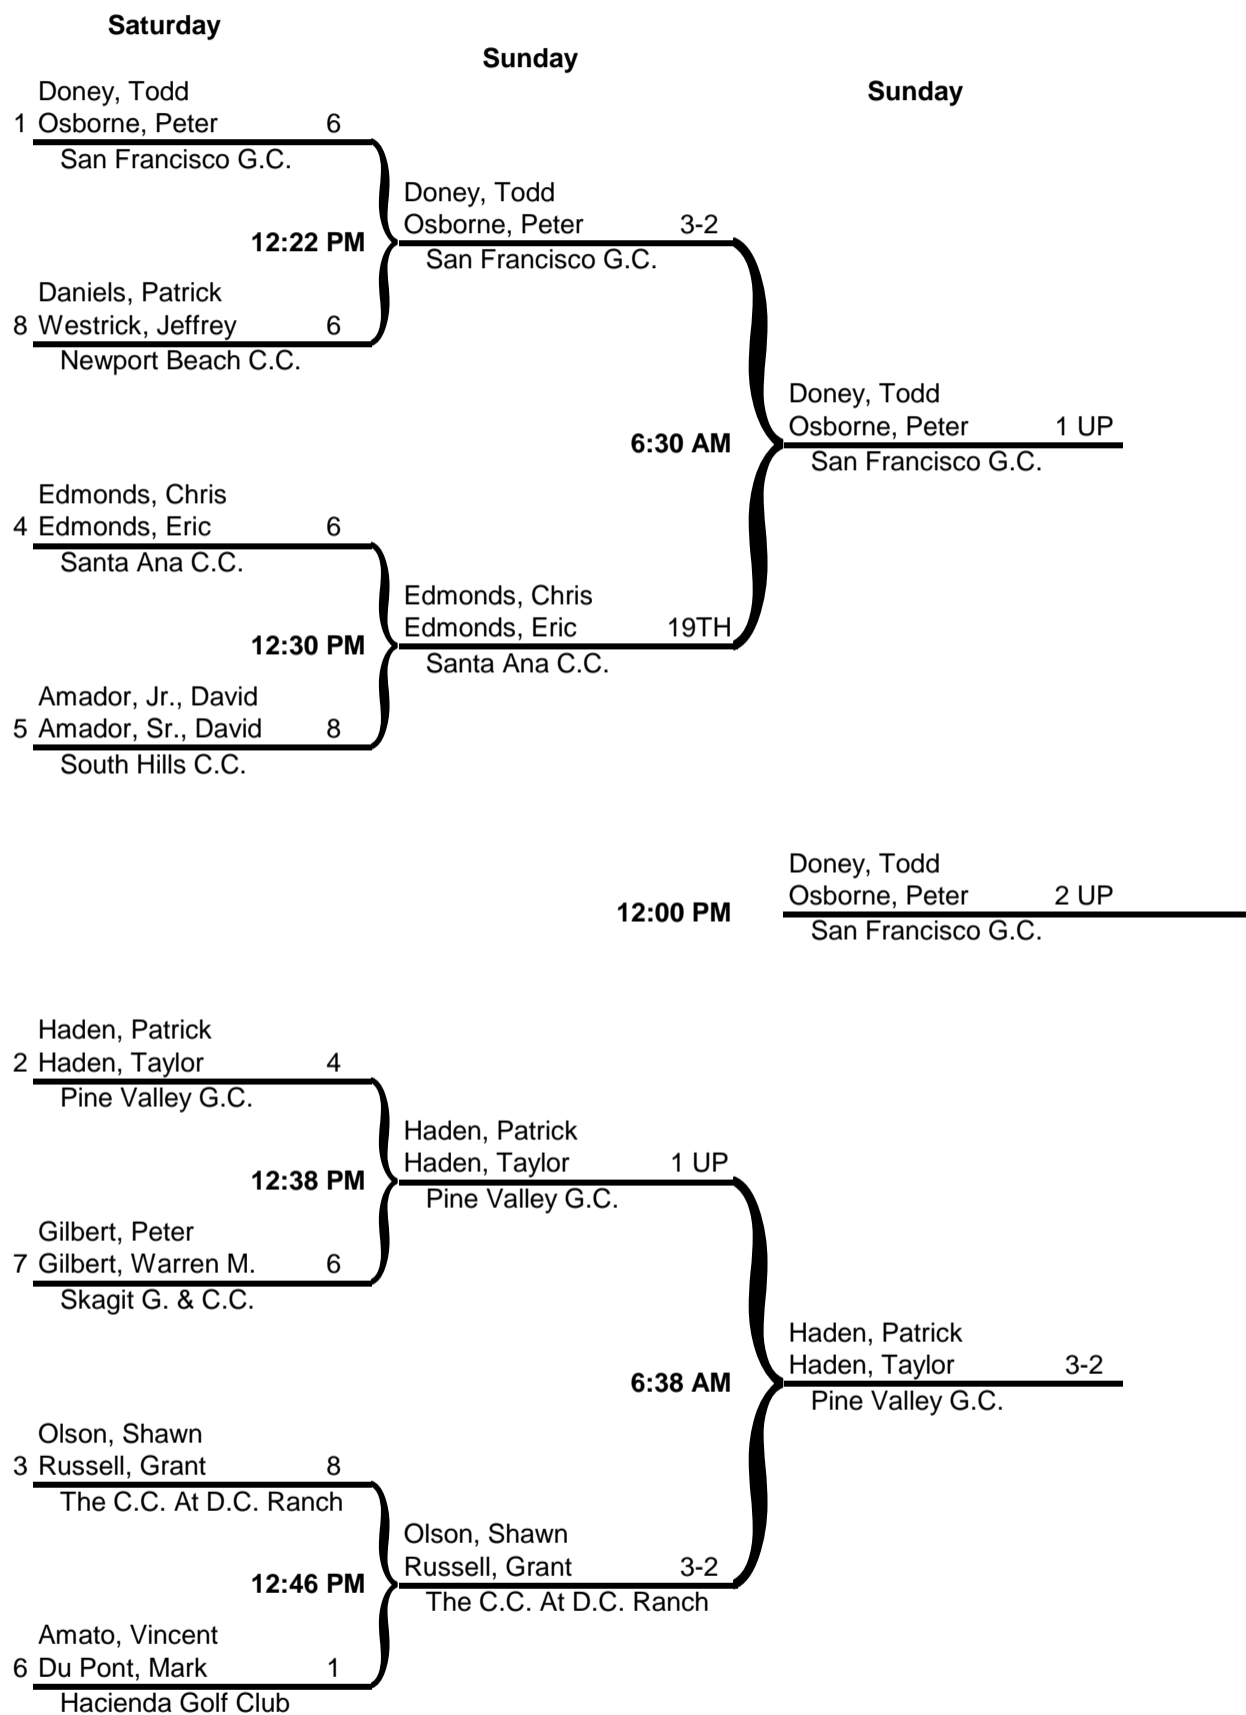 Saturday
Sunday
Sunday
Doney, Todd
1 Osborne, Peter 6
San Francisco G.C.
Doney, Todd
Osborne, Peter 3-2
12:22 PM
San Francisco G.C.
Daniels, Patrick
8 Westrick, Jeffrey 6
Newport Beach C.C.
Doney, Todd
Osborne, Peter 1 UP
6:30 AM
San Francisco G.C.
Edmonds, Chris
4 Edmonds, Eric 6
Santa Ana C.C.
Edmonds, Chris
Edmonds, Eric 19TH
12:30 PM
Santa Ana C.C.
Amador, Jr., David
5 Amador, Sr., David 8
South Hills C.C.
Doney, Todd
Osborne, Peter 2 UP
12:00 PM
San Francisco G.C.
Haden, Patrick
2 Haden, Taylor 4
Pine Valley G.C.
Haden, Patrick
Haden, Taylor 1 UP
12:38 PM
Pine Valley G.C.
Gilbert, Peter
7 Gilbert, Warren M. 6
Skagit G. & C.C.
Haden, Patrick
Haden, Taylor 3-2
6:38 AM
Pine Valley G.C.
Olson, Shawn
3 Russell, Grant 8
The C.C. At D.C. Ranch
Olson, Shawn
Russell, Grant 3-2
12:46 PM
The C.C. At D.C. Ranch
Amato, Vincent
6 Du Pont, Mark 1
Hacienda Golf Club